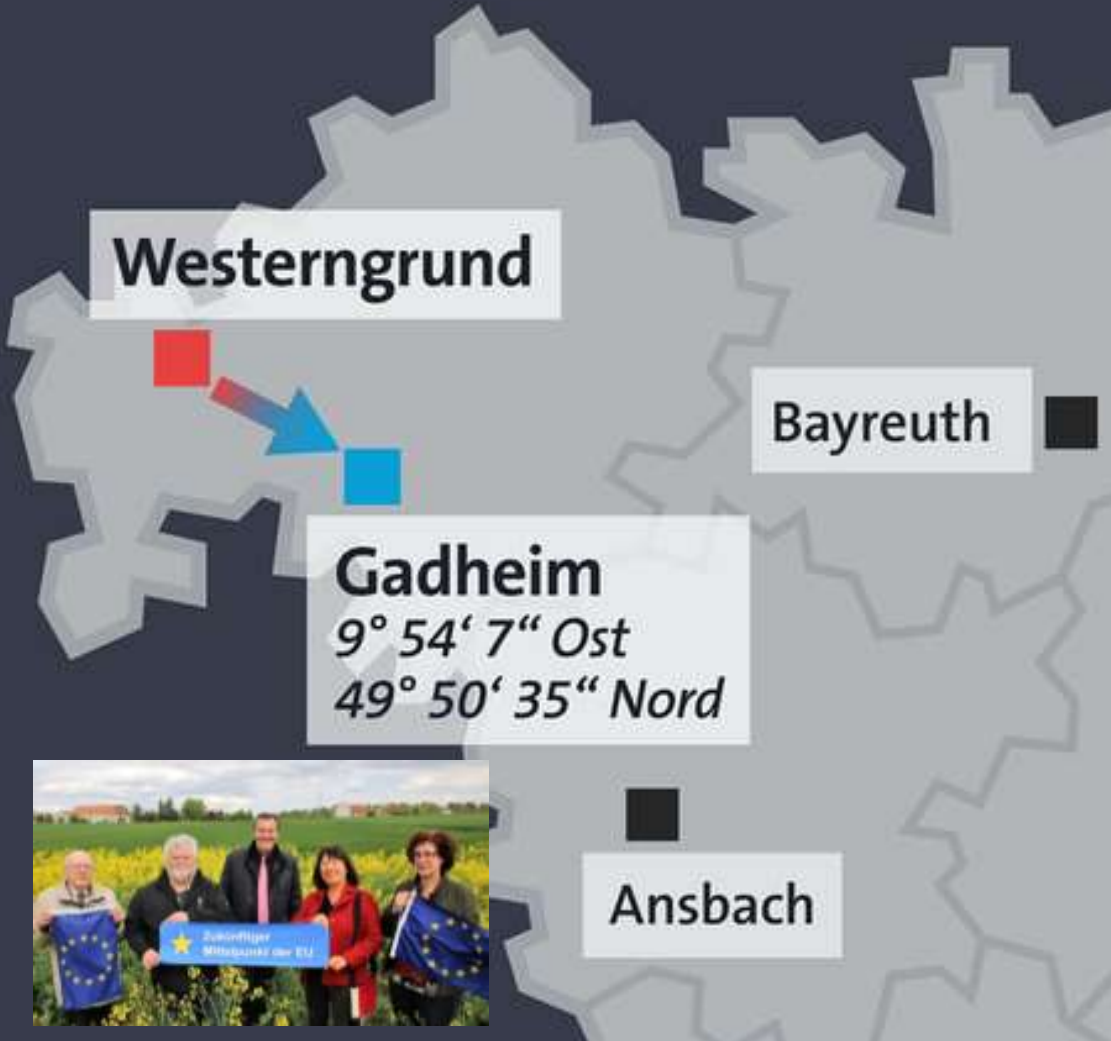 Westerngrund
Bayreuth
Gadheim
9° 54‘ 7“ Ost
49° 50‘ 35“ Nord
Zukünftiger
Mittelpunkt der EU
Ansbach